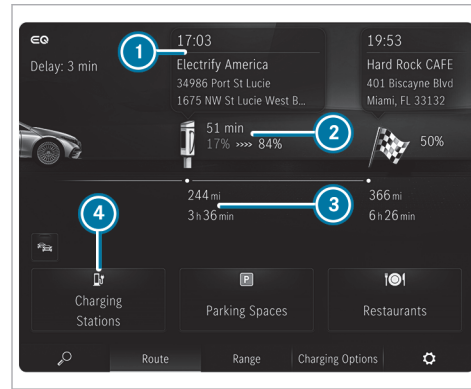 EQ
Delay: 3 min
1
17:03
Electrify America
34986 Port St Lucie
1675 NW St Lucie West B...
19:53
Hard Rock CAFE
401 Biscayne Blvd
Miami, FL 33132
51 min
17% »»» 84%
2
50%
244 mi
3 h 36 min
3
366 mi
6 h 26 min
4
Charging
Stations
P
Parking Spaces
Restaurants
Route
Range
Charging Options